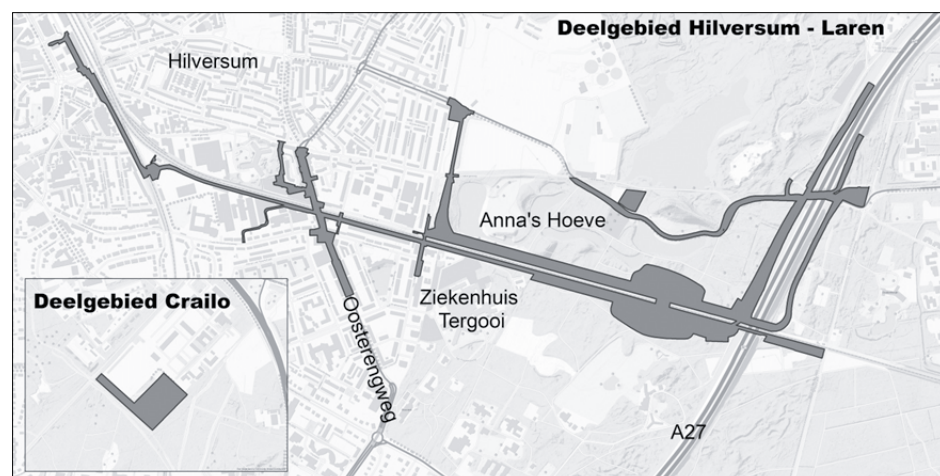 Deelgebied Hilversum - Laren
Hilversum
Anna's Hoeve
Ziekenhuis
Tergooi
Deelgebied Crailo
Oosterengweg
A27